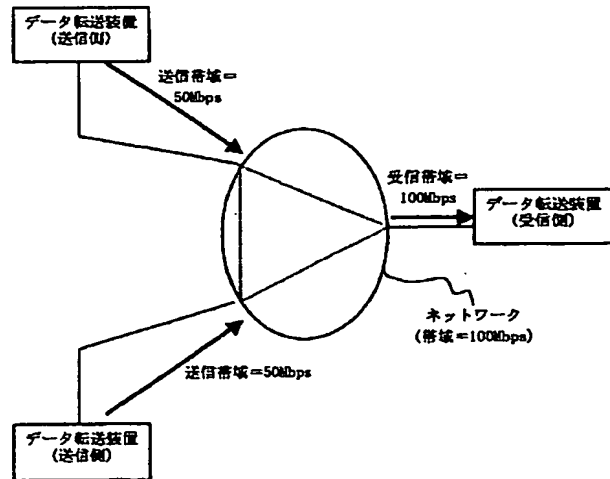 データ転送装置
(送信側)
送信帯域＝
50Mbps
受信帯域＝
100Mbps
データ転送装置
(受信側)
ネットワーク
(帯域＝100Mbps)
送信帯域＝50Mbps
データ転送装置
(送信側)